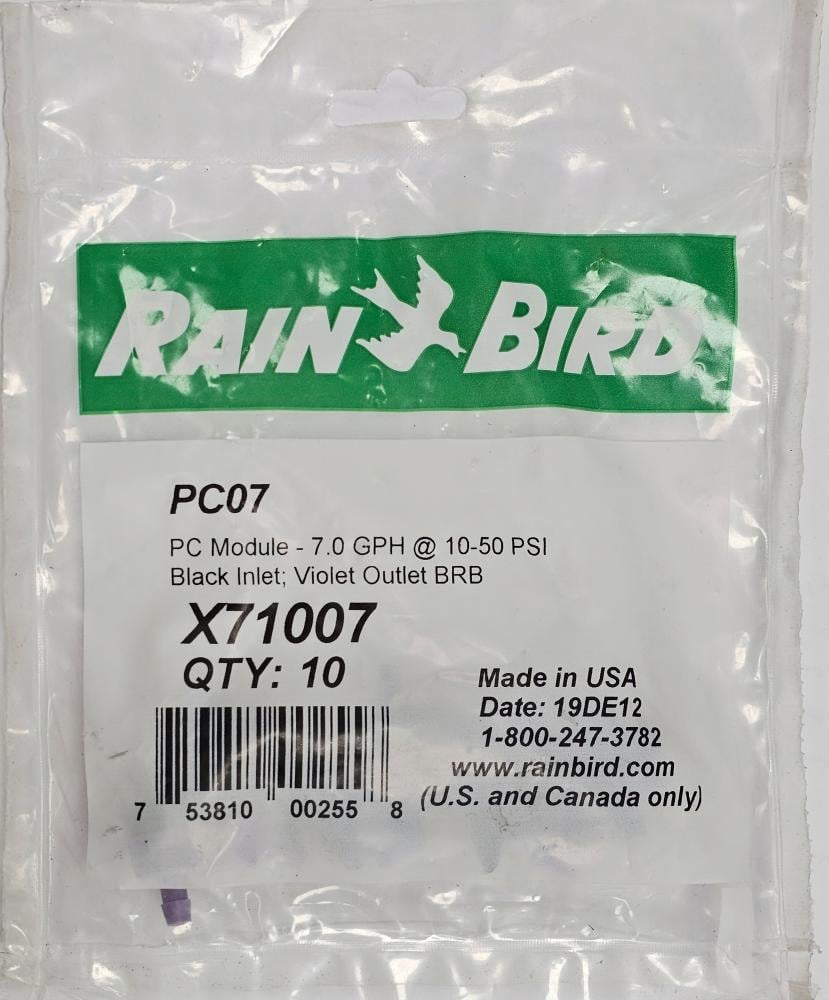 RAIN BIRD
PC07
PC Module - 7.0 GPH @ 10-50 PSI
Black Inlet; Violet Outlet BRB
X71007
QTY: 10
Made in USA
Date: 19DE12
1-800-247-3782
www.rainbird.com
(U.S. and Canada only)
7 53810 00255 8